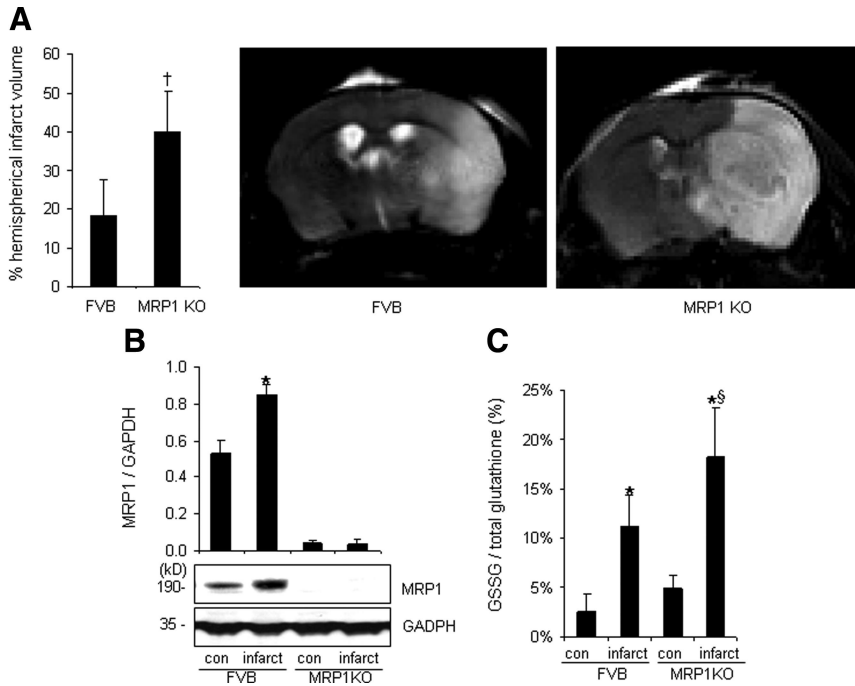 A
% hemispherical infarct volume
60
50
40
30
20
10
0
†
FVB
MRP1 KO
FVB
MRP1 KO
B
MRP1 / GAPDH
1.0
0.8
0.6
0.4
0.2
0.0
*
(kD)
190-
MRP1
35 -
GADPH
con infarct con infarct
FVB MRP1KO
C
GSSG / total glutathione (%)
25%
20%
15%
10%
5%
0%
*
*§
con infarct con infarct
FVB MRP1KO